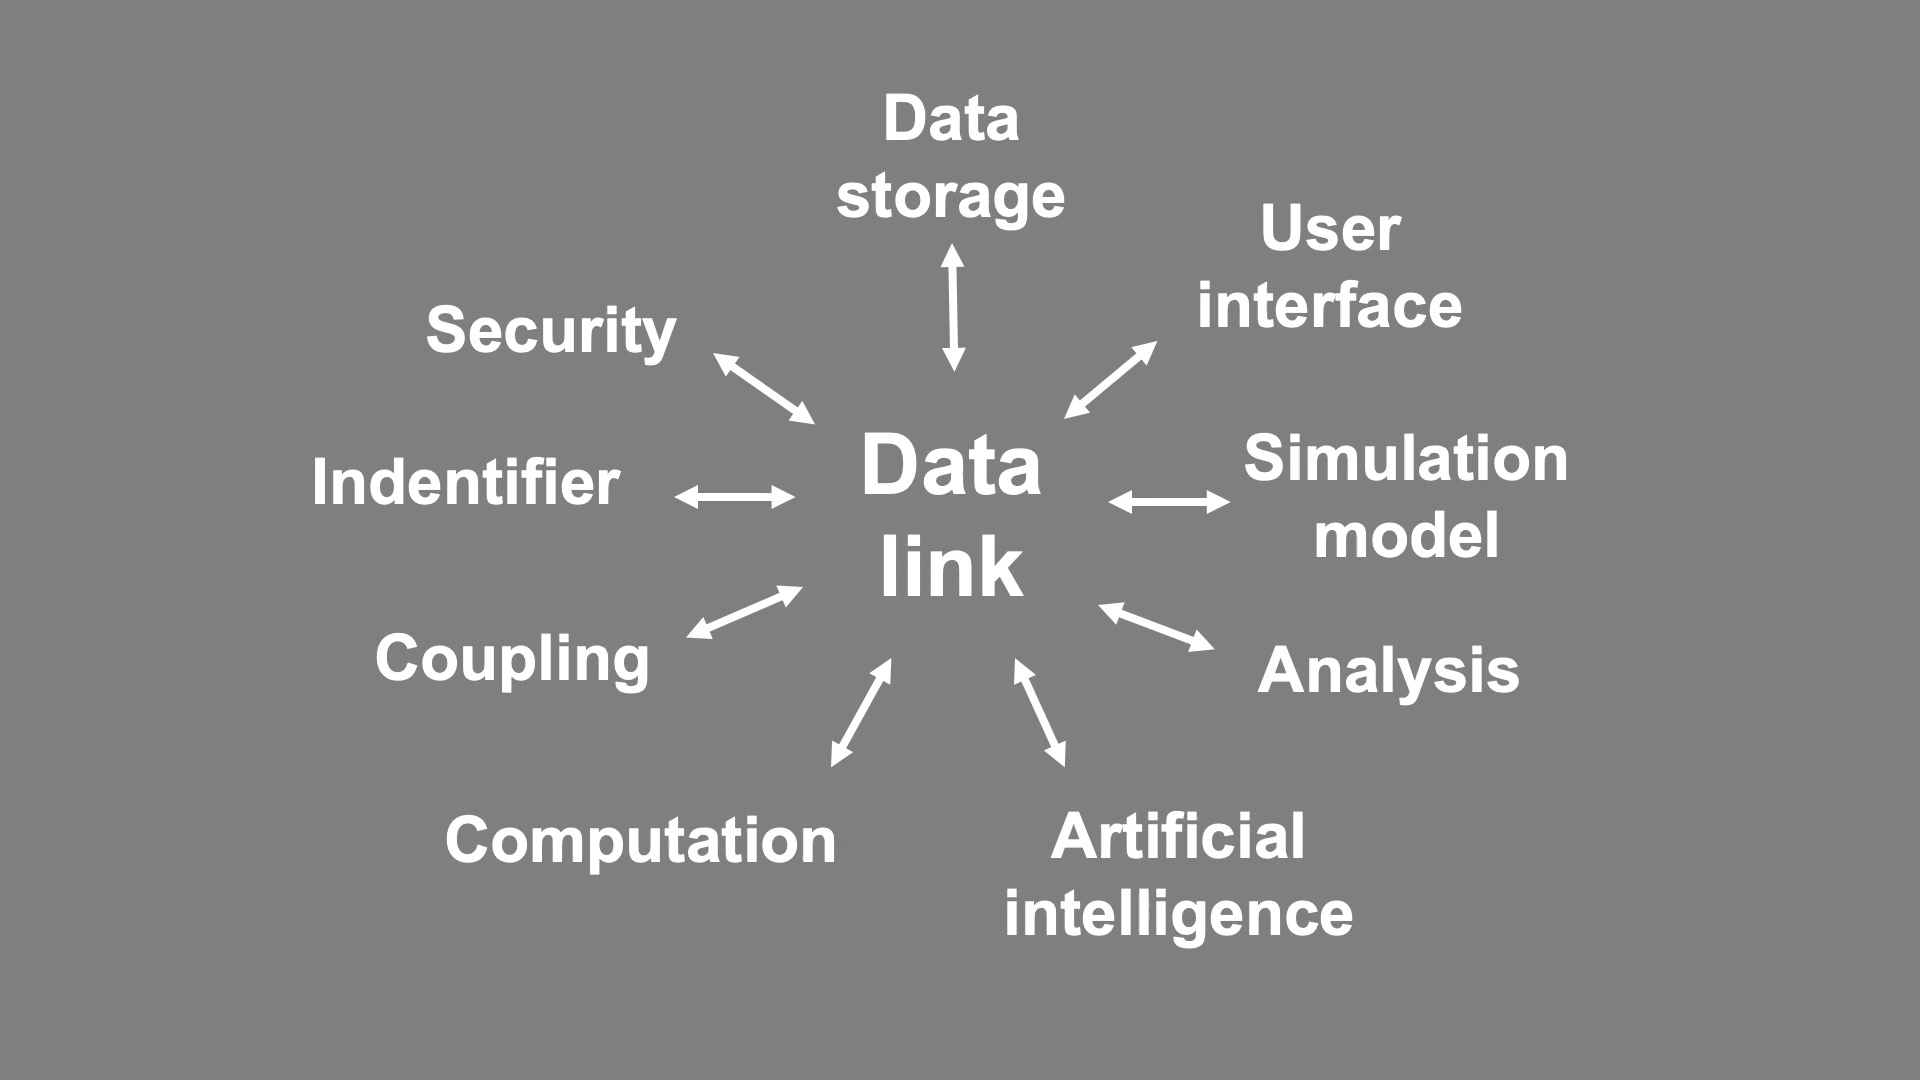 Data
storage
User
interface
Security
Data
link
Simulation
model
Indentifier
Coupling
Analysis
Computation
Artificial
intelligence